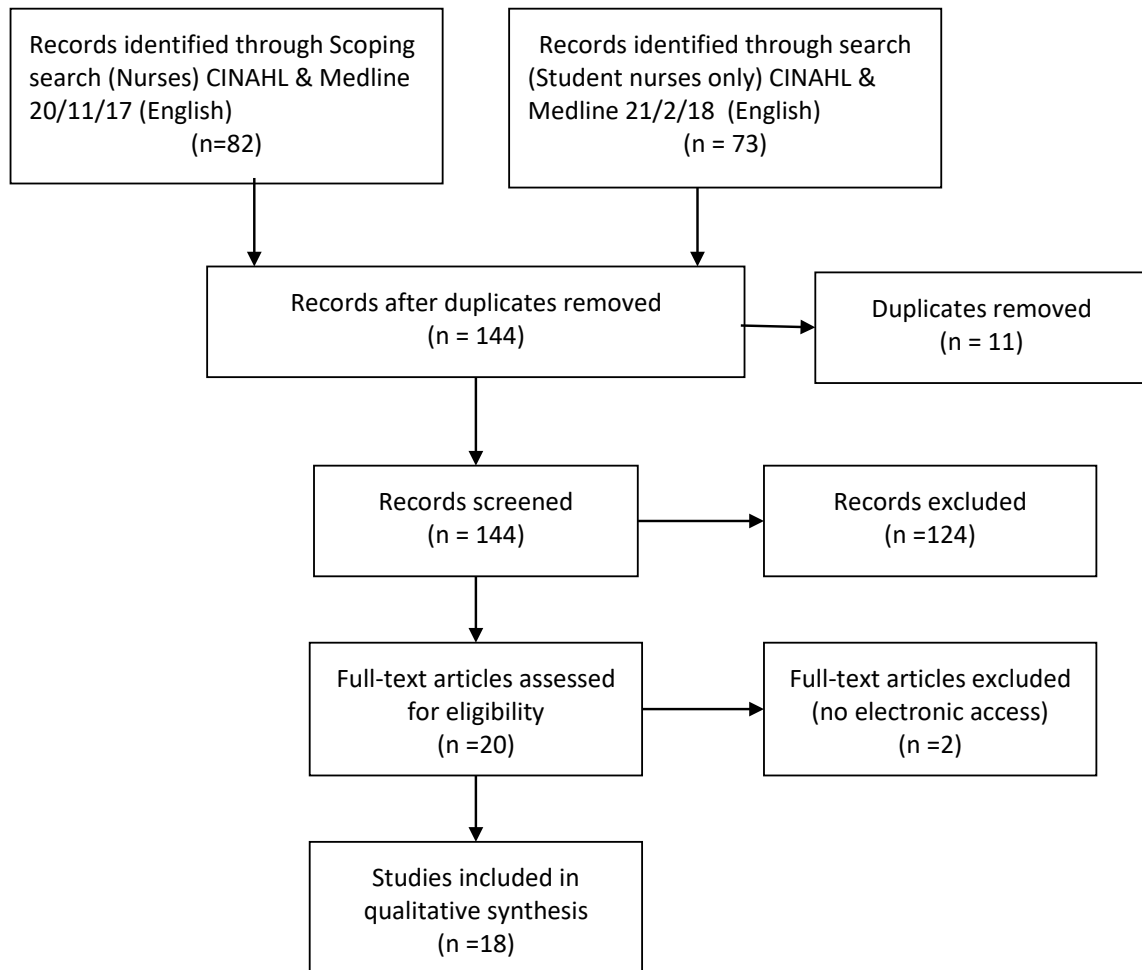 Records identified through Scoping
search (Nurses) CINAHL & Medline
20/11/17 (English)
(n=82)
Records identified through search
(Student nurses only) CINAHL &
Medline 21/2/18 (English)
(n = 73)
Records after duplicates removed
(n = 144)
Duplicates removed
(n = 11)
Records screened
(n = 144)
Records excluded
(n =124)
Full-text articles assessed
for eligibility
(n =20)
Full-text articles excluded
(no electronic access)
(n =2)
Studies included in
qualitative synthesis
(n =18)